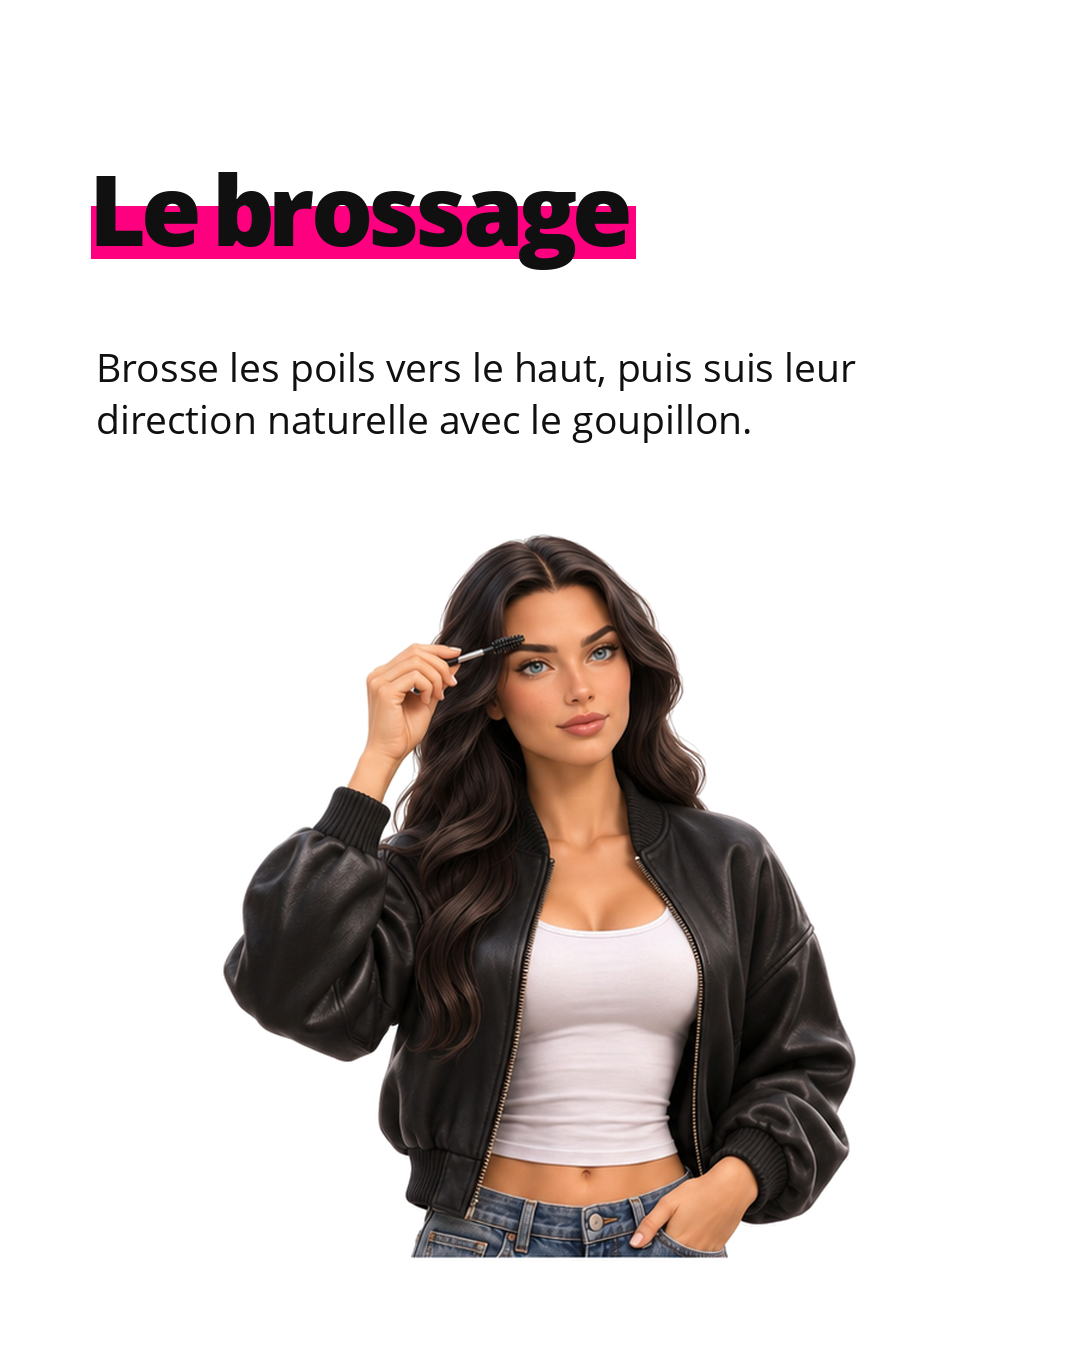 Le brossage
Brosse les poils vers le haut, puis suis leur
direction naturelle avec le goupillon.